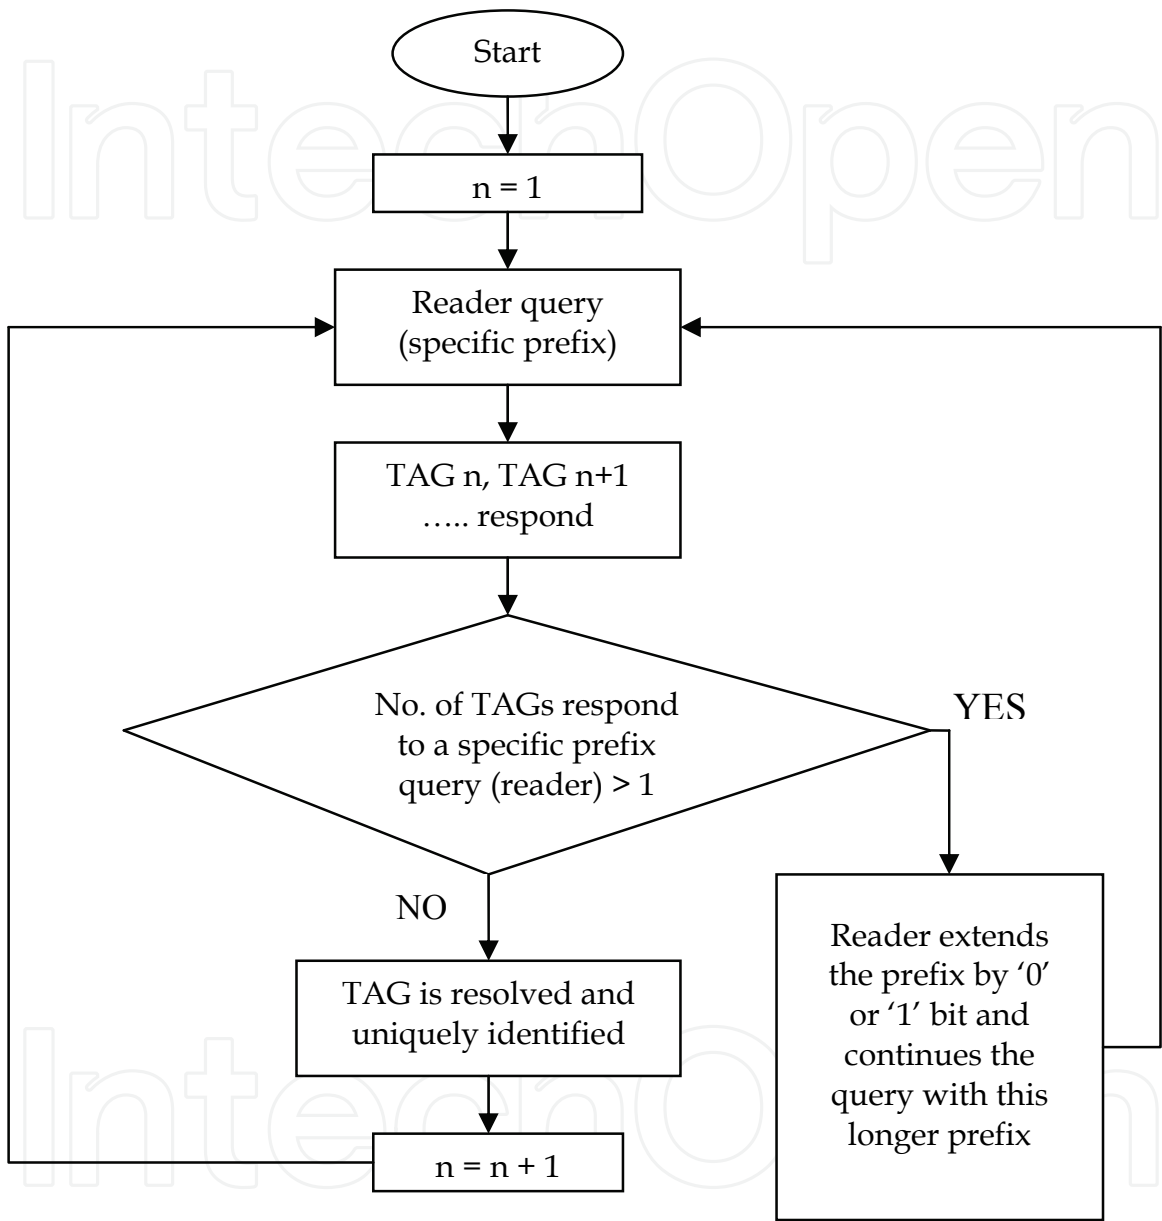 IntechOpen
Start
n = 1
Reader query
(specific prefix)
TAG n, TAG n+1
….. respond
No. of TAGs respond
to a specific prefix
query (reader) > 1
YES
NO
TAG is resolved and
uniquely identified
n = n + 1
Reader extends
the prefix by ‘0’
or ‘1’ bit and
continues the
query with this
longer prefix
IntechOpen